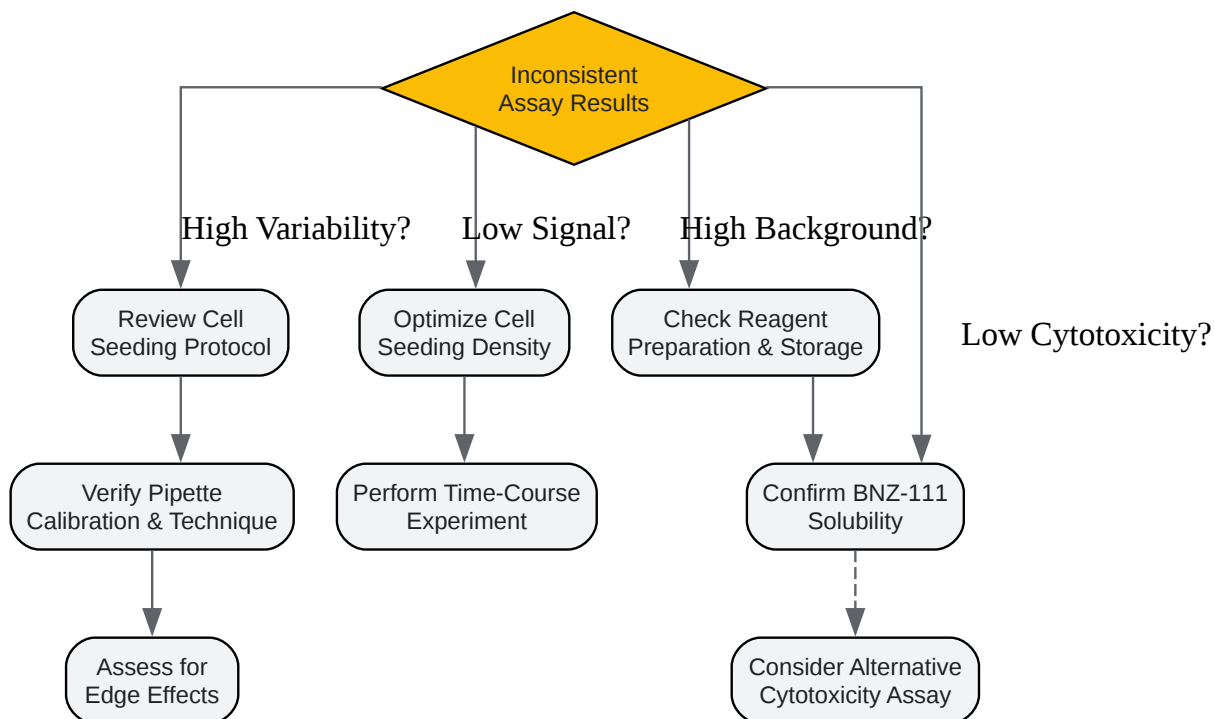 Inconsistent
Assay Results
High Variability?
Low Signal?
High Background?
Low Cytotoxicity?
Review Cell
Seeding Protocol
Optimize Cell
Seeding Density
Check Reagent
Preparation & Storage
Verify Pipette
Calibration & Technique
Perform Time-Course
Experiment
Confirm BNZ-111
Solubility
Assess for
Edge Effects
Consider Alternative
Cytotoxicity Assay